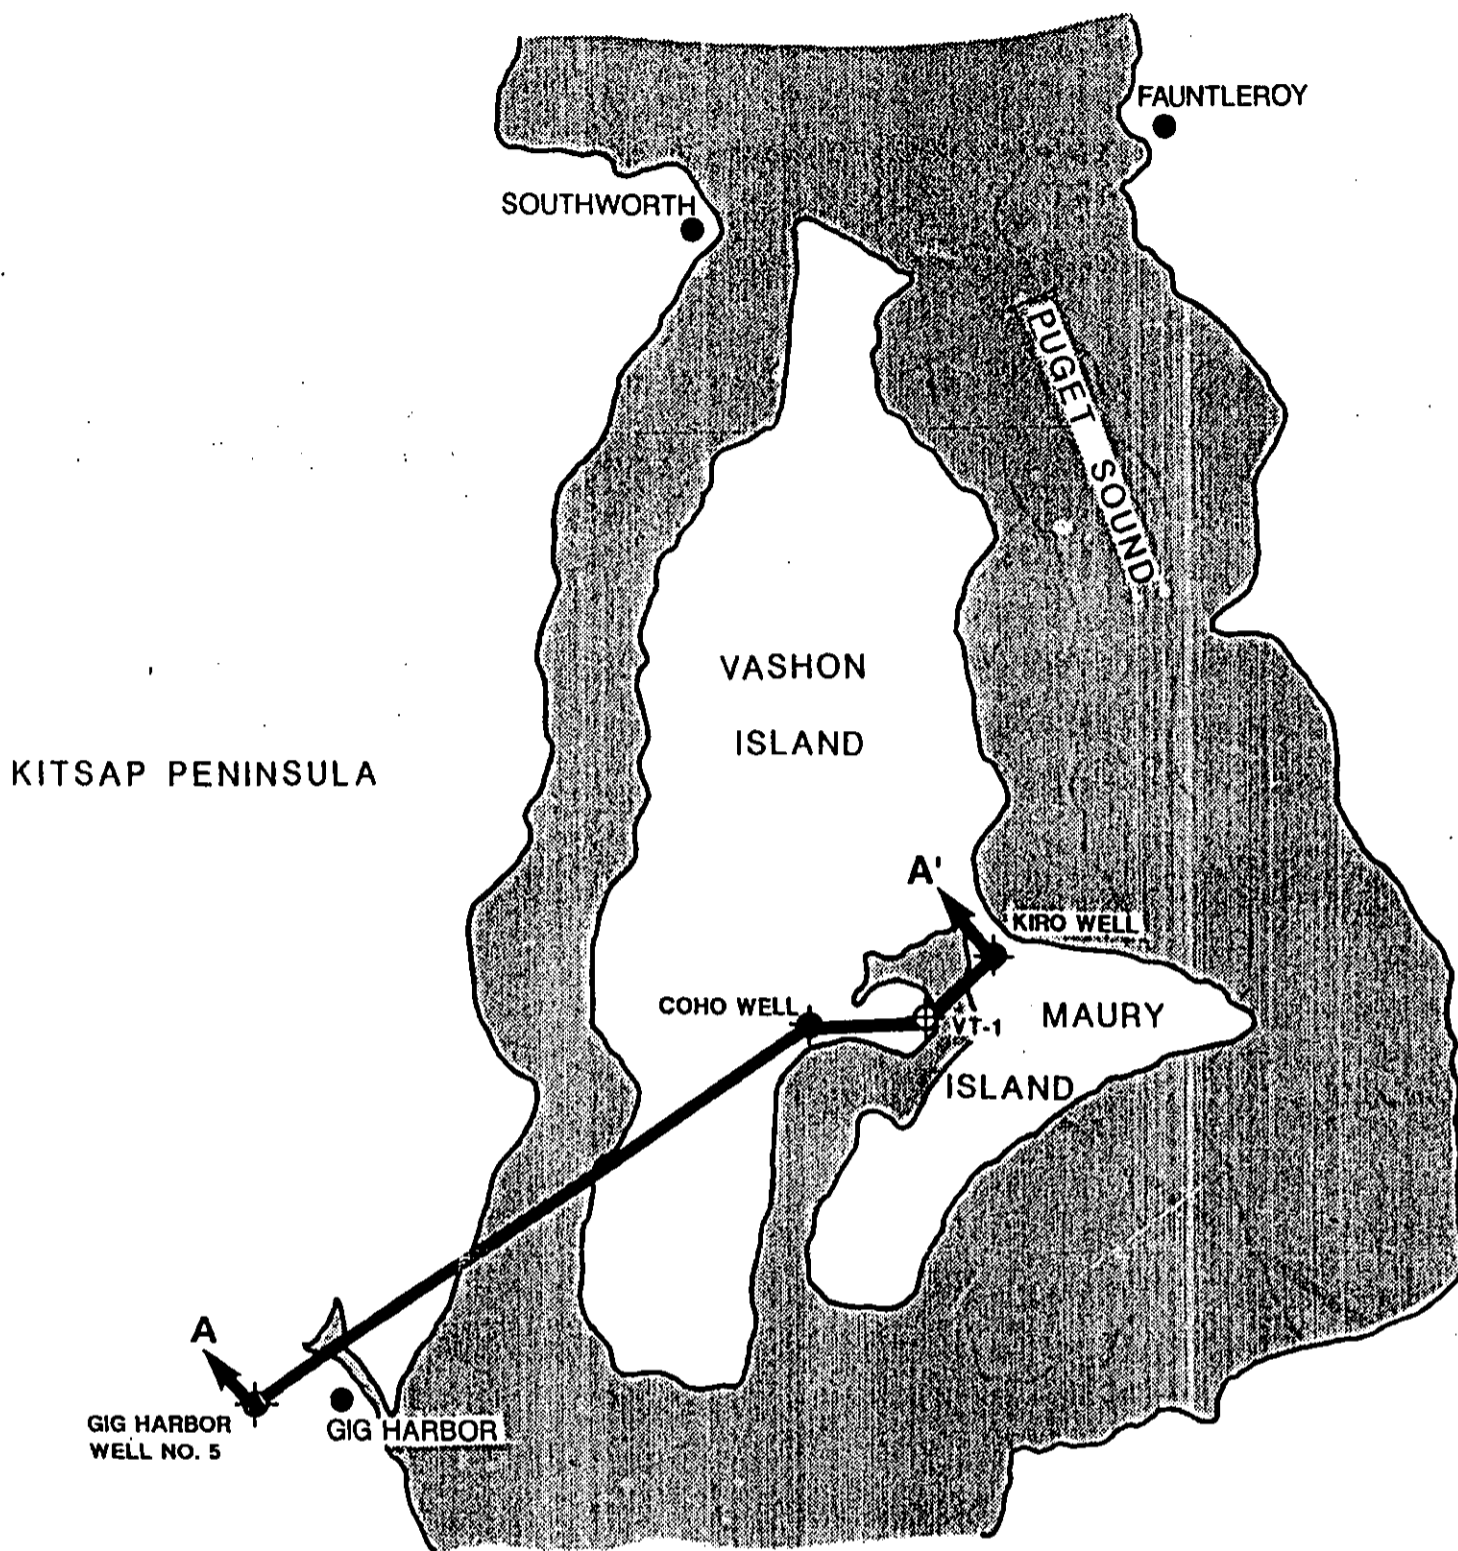 FAUNTLEROY
SOUTHWORTH
PUGET SOUND
VASHON
ISLAND
KITSAP PENINSULA
A'
KIRO WELL
COHO WELL
VT-1
MAURY
ISLAND
A
GIG HARBOR
WELL NO. 5
GIG HARBOR